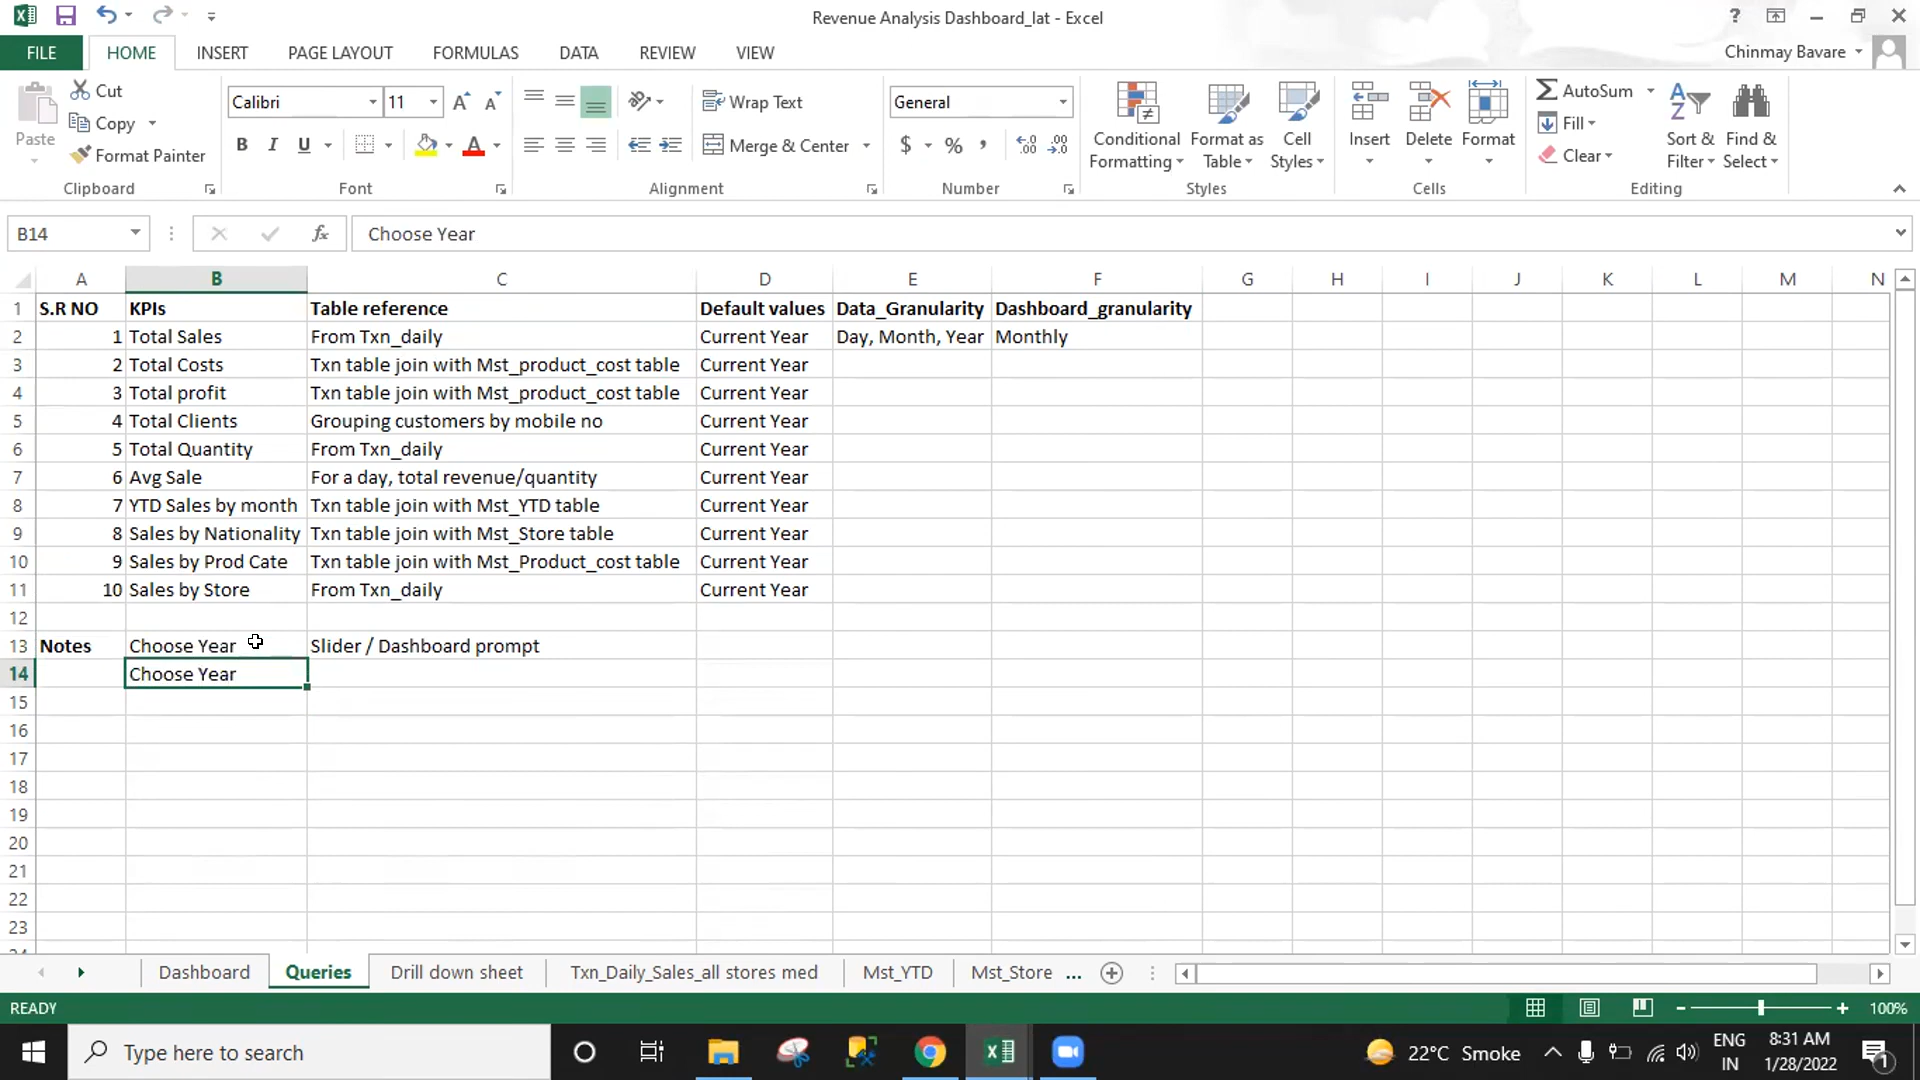 Revenue Analysis Dashboard_lat - Excel
?
FILE HOME INSERT PAGE LAYOUT FORMULAS DATA REVIEW VIEW Chinmay Bavare
Paste Cut Copy Format Painter
Calibri 11
B I U A
Wrap Text
Merge & Center
General
$ % ,
Conditional Formatting
Format as Table
Cell Styles
Insert Delete Format
AutoSum Fill Clear
Sort & Filter
Find & Select
Clipboard Font Alignment Number Styles Cells Editing
B14 fx Choose Year
A B C D E F G H I J K L M N
1 S.R NO KPIs Table reference Default values Data_Granularity Dashboard_granularity
2 1 Total Sales From Txn_daily Current Year Day, Month, Year Monthly
3 2 Total Costs Txn table join with Mst_product_cost table Current Year
4 3 Total profit Txn table join with Mst_product_cost table Current Year
5 4 Total Clients Grouping customers by mobile no Current Year
6 5 Total Quantity From Txn_daily Current Year
7 6 Avg Sale For a day, total revenue/quantity Current Year
8 7 YTD Sales by month Txn table join with Mst_YTD table Current Year
9 8 Sales by Nationality Txn table join with Mst_Store table Current Year
10 9 Sales by Prod Cate Txn table join with Mst_Product_cost table Current Year
11 10 Sales by Store From Txn_daily Current Year
12
13 Notes Choose Year Slider / Dashboard prompt
14 Choose Year
15
16
17
18
19
20
21
22
23
Dashboard Queries Drill down sheet Txn_Daily_Sales_all stores med Mst_YTD Mst_Store ...
READY 100%
Type here to search 22°C Smoke ENG IN 8:31 AM 1/28/2022 1